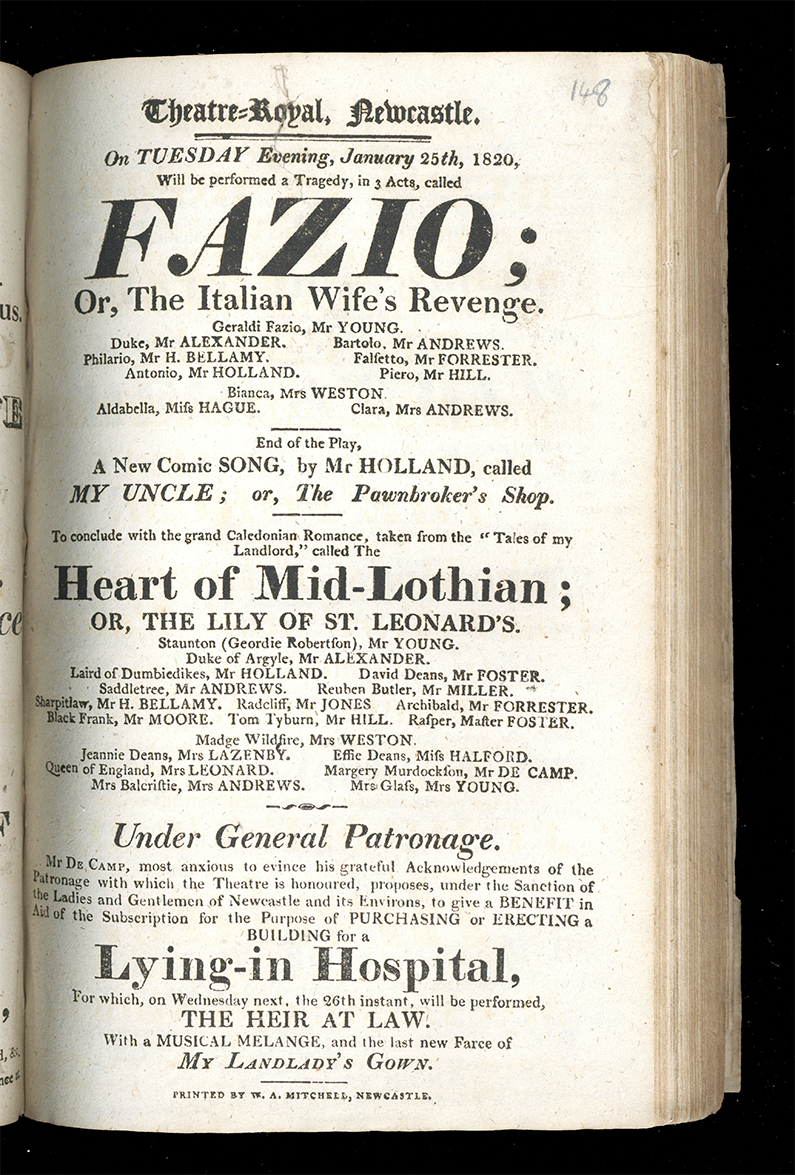 148
Theatre-Royal, Newcastle.
On TUESDAY Evening, January 25th, 1820,
Will be performed a Tragedy, in 3 Acts, called
FAZIO;
Or, The Italian Wife's Revenge.
Geraldi Fazio, Mr YOUNG.
Duke, Mr ALEXANDER. Bartolo, Mr ANDREWS.
Philario, Mr H. BELLAMY. Falſetto, Mr FORRESTER.
Antonio, Mr HOLLAND. Piero, Mr HILL.
Bianca, Mrs WESTON.
Aldabella, Miſs HAGUE. Clara, Mrs ANDREWS.
End of the Play,
A New Comic SONG, by Mr HOLLAND, called
MY UNCLE; or, The Pawnbroker's Shop.
To conclude with the grand Caledonian Romance, taken from the "Tales of my
Landlord," called The
Heart of Mid-Lothian;
OR, THE LILY OF ST. LEONARD'S.
Staunton (Geordie Robertſon), Mr YOUNG.
Duke of Argyle, Mr ALEXANDER.
Laird of Dumbiedikes, Mr HOLLAND. David Deans, Mr FOSTER.
Saddletree, Mr ANDREWS. Reuben Butler, Mr MILLER.
Sharpitlaw, Mr H. BELLAMY. Radcliff, Mr JONES Archibald, Mr FORRESTER.
Black Frank, Mr MOORE. Tom Tyburn, Mr HILL. Raſper, Maſter FOSTER.
Madge Wildfire, Mrs WESTON.
Jeannie Deans, Mrs LAZENBY. Effie Deans, Miſs HALFORD.
Queen of England, Mrs LEONARD. Margery Murdockſon, Mr DE CAMP.
Mrs Balcriſtie, Mrs ANDREWS. Mrs Glaſs, Mrs YOUNG.
Under General Patronage.
Mr DE CAMP, most anxious to evince his grateful Acknowledgements of the
Patronage with which the Theatre is honoured, proposes, under the Sanction of
the Ladies and Gentlemen of Newcastle and its Environs, to give a BENEFIT in
Aid of the Subscription for the Purpose of PURCHASING or ERECTING a
BUILDING for a
Lying-in Hospital,
For which, on Wednesday next, the 26th instant, will be performed,
THE HEIR AT LAW.
With a MUSICAL MELANGE, and the last new Farce of
MY LANDLADY'S GOWN.
PRINTED BY W. A. MITCHELL, NEWCASTLE.